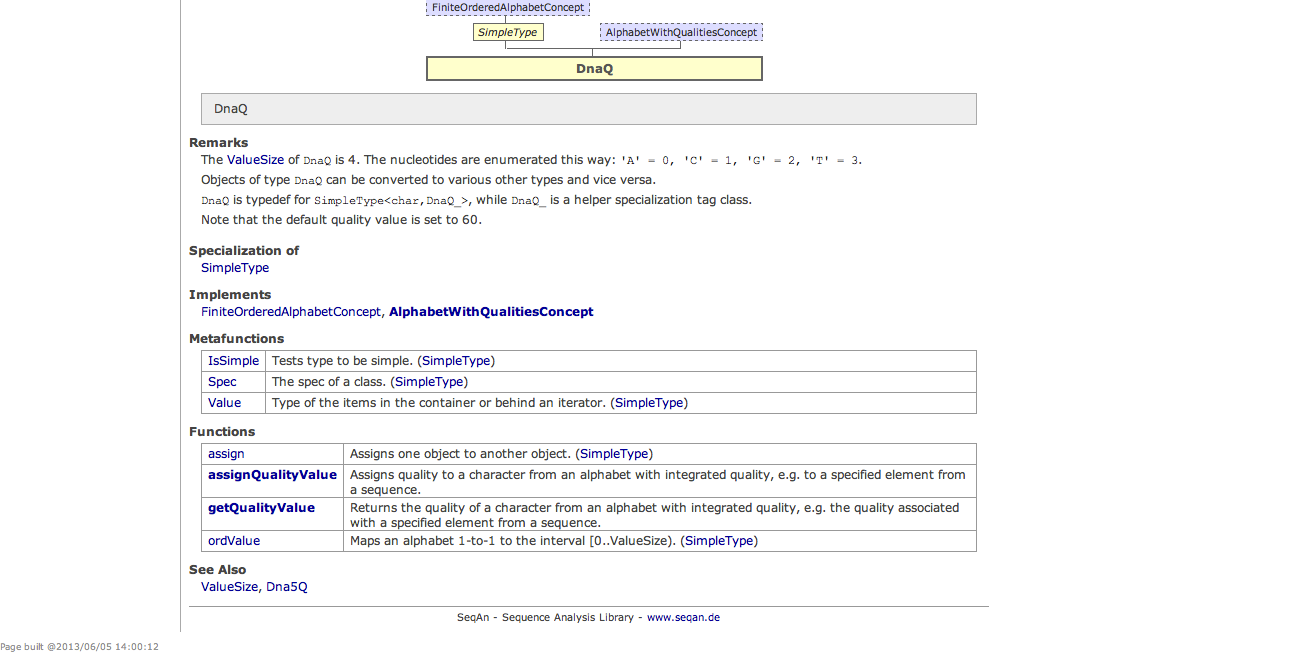 FiniteOrderedAlphabetConcept
SimpleType AlphabetWithQualitiesConcept
DnaQ
DnaQ
Remarks
The ValueSize of DnaQ is 4. The nucleotides are enumerated this way: 'A' = 0, 'C' = 1, 'G' = 2, 'T' = 3.
Objects of type DnaQ can be converted to various other types and vice versa.
DnaQ is typedef for SimpleType<char,DnaQ_>, while DnaQ_ is a helper specialization tag class.
Note that the default quality value is set to 60.
Specialization of
SimpleType
Implements
FiniteOrderedAlphabetConcept, AlphabetWithQualitiesConcept
Metafunctions
IsSimple Tests type to be simple. (SimpleType)
Spec The spec of a class. (SimpleType)
Value Type of the items in the container or behind an iterator. (SimpleType)
Functions
assign Assigns one object to another object. (SimpleType)
assignQualityValue Assigns quality to a character from an alphabet with integrated quality, e.g. to a specified element from
a sequence.
getQualityValue Returns the quality of a character from an alphabet with integrated quality, e.g. the quality associated
with a specified element from a sequence.
ordValue Maps an alphabet 1-to-1 to the interval [0..ValueSize). (SimpleType)
See Also
ValueSize, Dna5Q
SeqAn - Sequence Analysis Library - www.seqan.de
Page built @2013/06/05 14:00:12